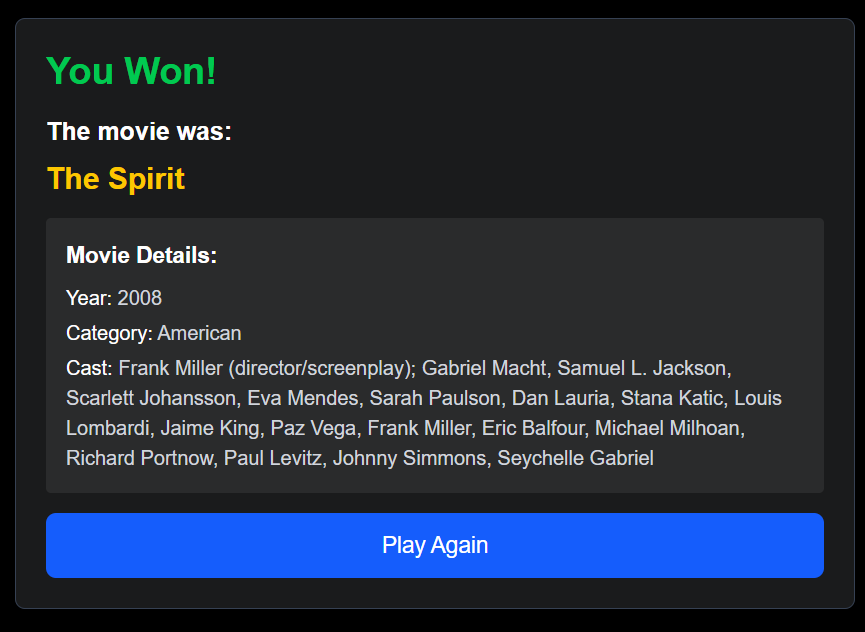 You Won!
The movie was:
The Spirit
Movie Details:
Year: 2008
Category: American
Cast: Frank Miller (director/screenplay); Gabriel Macht, Samuel L. Jackson,
Scarlett Johansson, Eva Mendes, Sarah Paulson, Dan Lauria, Stana Katic, Louis
Lombardi, Jaime King, Paz Vega, Frank Miller, Eric Balfour, Michael Milhoan,
Richard Portnow, Paul Levitz, Johnny Simmons, Seychelle Gabriel
Play Again